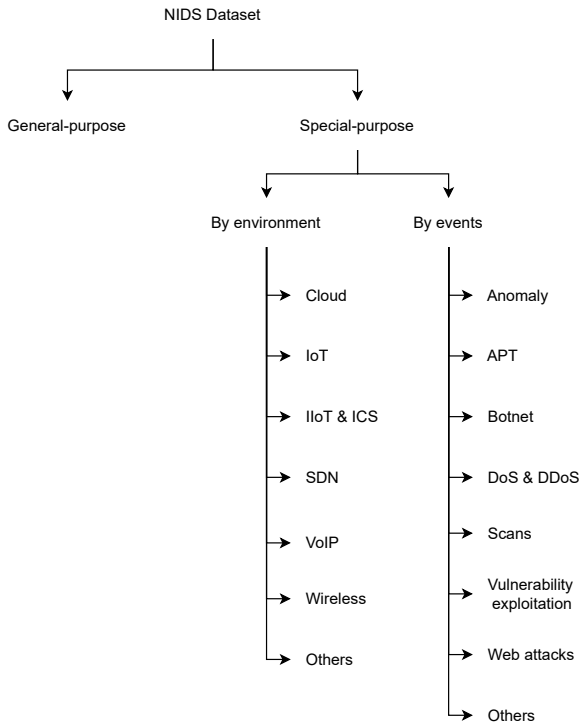 NIDS Dataset
General-purpose
Special-purpose
By environment
By events
Cloud
IoT
IIoT & ICS
SDN
VoIP
Wireless
Others
Anomaly
APT
Botnet
DoS & DDoS
Scans
Vulnerability
exploitation
Web attacks
Others